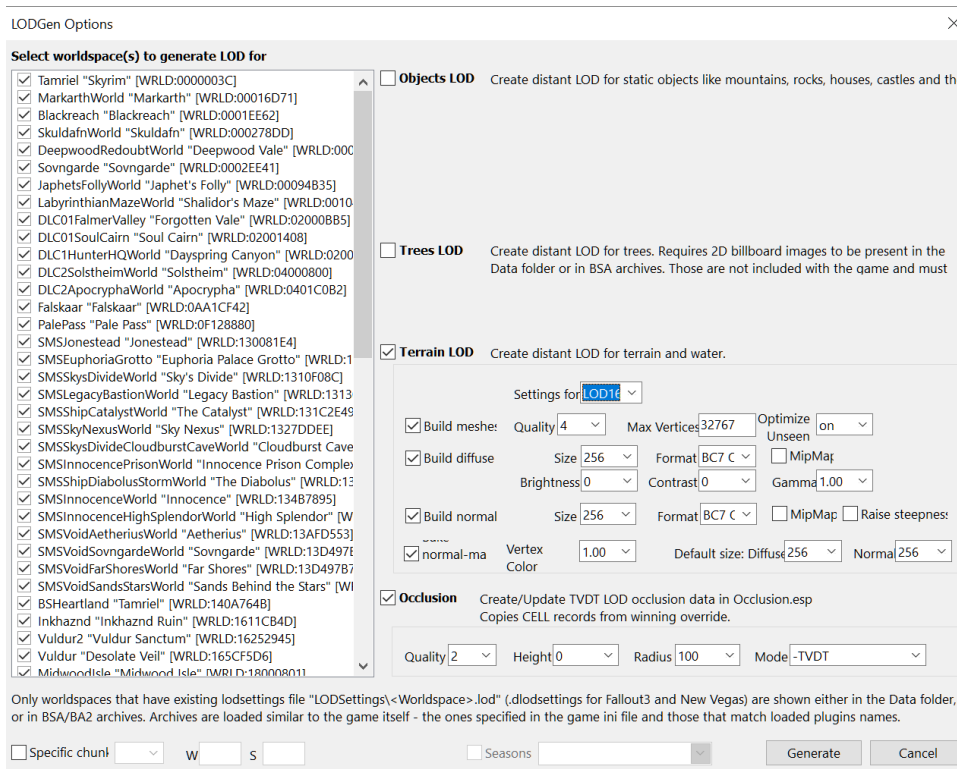 LODGen Options
Select worldspace(s) to generate LOD for
Tamriel "Skyrim" [WRLD:0000003C]
MarkarthWorld "Markarth" [WRLD:00016D71]
Blackreach "Blackreach" [WRLD:0001EE62]
SkuldafnWorld "Skuldafn" [WRLD:000278DD]
DeepwoodRedoubtWorld "Deepwood Vale" [WRLD:000
Sovngarde "Sovngarde" [WRLD:0002EE41]
JaphetsFollyWorld "Japhet's Folly" [WRLD:00094B35]
LabyrinthianMazeWorld "Shalidor's Maze" [WRLD:0010
DLC01FalmerValley "Forgotten Vale" [WRLD:02000BB5]
DLC01SoulCairn "Soul Cairn" [WRLD:02001408]
DLC1HunterHQWorld "Dayspring Canyon" [WRLD:0200
DLC2SolstheimWorld "Solstheim" [WRLD:04000800]
DLC2ApocryphaWorld "Apocrypha" [WRLD:0401C0B2]
Falskaar "Falskaar" [WRLD:0AA1CF42]
PalePass "Pale Pass" [WRLD:0F128880]
SMSJonestead "Jonestead" [WRLD:130081E4]
SMSEuphoriaGrotto "Euphoria Palace Grotto" [WRLD:1
SMSSkysDivideWorld "Sky's Divide" [WRLD:1310F08C]
SMSLegacyBastionWorld "Legacy Bastion" [WRLD:1313
SMSShipCatalystWorld "The Catalyst" [WRLD:131C2E49
SMSSkyNexusWorld "Sky Nexus" [WRLD:1327DDEE]
SMSSkysDivideCloudburstCaveWorld "Cloudburst Cave
SMSInnocencePrisonWorld "Innocence Prison Complex
SMSShipDiabolusStormWorld "The Diabolus" [WRLD:13
SMSInnocenceWorld "Innocence" [WRLD:134B7895]
SMSInnocenceHighSplendorWorld "High Splendor" [W
SMSVoidAetheriusWorld "Aetherius" [WRLD:13AFD553]
SMSVoidSovngardeWorld "Sovngarde" [WRLD:13D497E
SMSVoidFarShoresWorld "Far Shores" [WRLD:13D497B7
SMSVoidSandsStarsWorld "Sands Behind the Stars" [WI
BSHeartland "Tamriel" [WRLD:140A764B]
Inkhaznd "Inkhaznd Ruin" [WRLD:1611CB4D]
Vuldur2 "Vuldur Sanctum" [WRLD:16252945]
Vuldur "Desolate Veil" [WRLD:165CF5D6]
MidwoodIsle "Midwood Isle" [WRLD:18000801]
Objects LOD Create distant LOD for static objects like mountains, rocks, houses, castles and th
Trees LOD Create distant LOD for trees. Requires 2D billboard images to be present in the
Data folder or in BSA archives. Those are not included with the game and must
Terrain LOD Create distant LOD for terrain and water.
Settings for LOD16
Build meshes Quality 4 Max Vertices 32767 Optimize Unseen on
Build diffuse Size 256 Format BC7 C MipMap
Brightness 0 Contrast 0 Gamma 1.00
Build normal Size 256 Format BC7 C MipMap Raise steepness
normal-ma Vertex Color 1.00 Default size: Diffuse 256 Normal 256
Occlusion Create/Update TVDT LOD occlusion data in Occlusion.esp
Copies CELL records from winning override.
Quality 2 Height 0 Radius 100 Mode -TVDT
Only worldspaces that have existing lodsettings file "LODSettings\<Worldspace>.lod" (.dlodsettings for Fallout3 and New Vegas) are shown either in the Data folder,
or in BSA/BA2 archives. Archives are loaded similar to the game itself - the ones specified in the game ini file and those that match loaded plugins names.
Specific chunk W S Seasons Generate Cancel